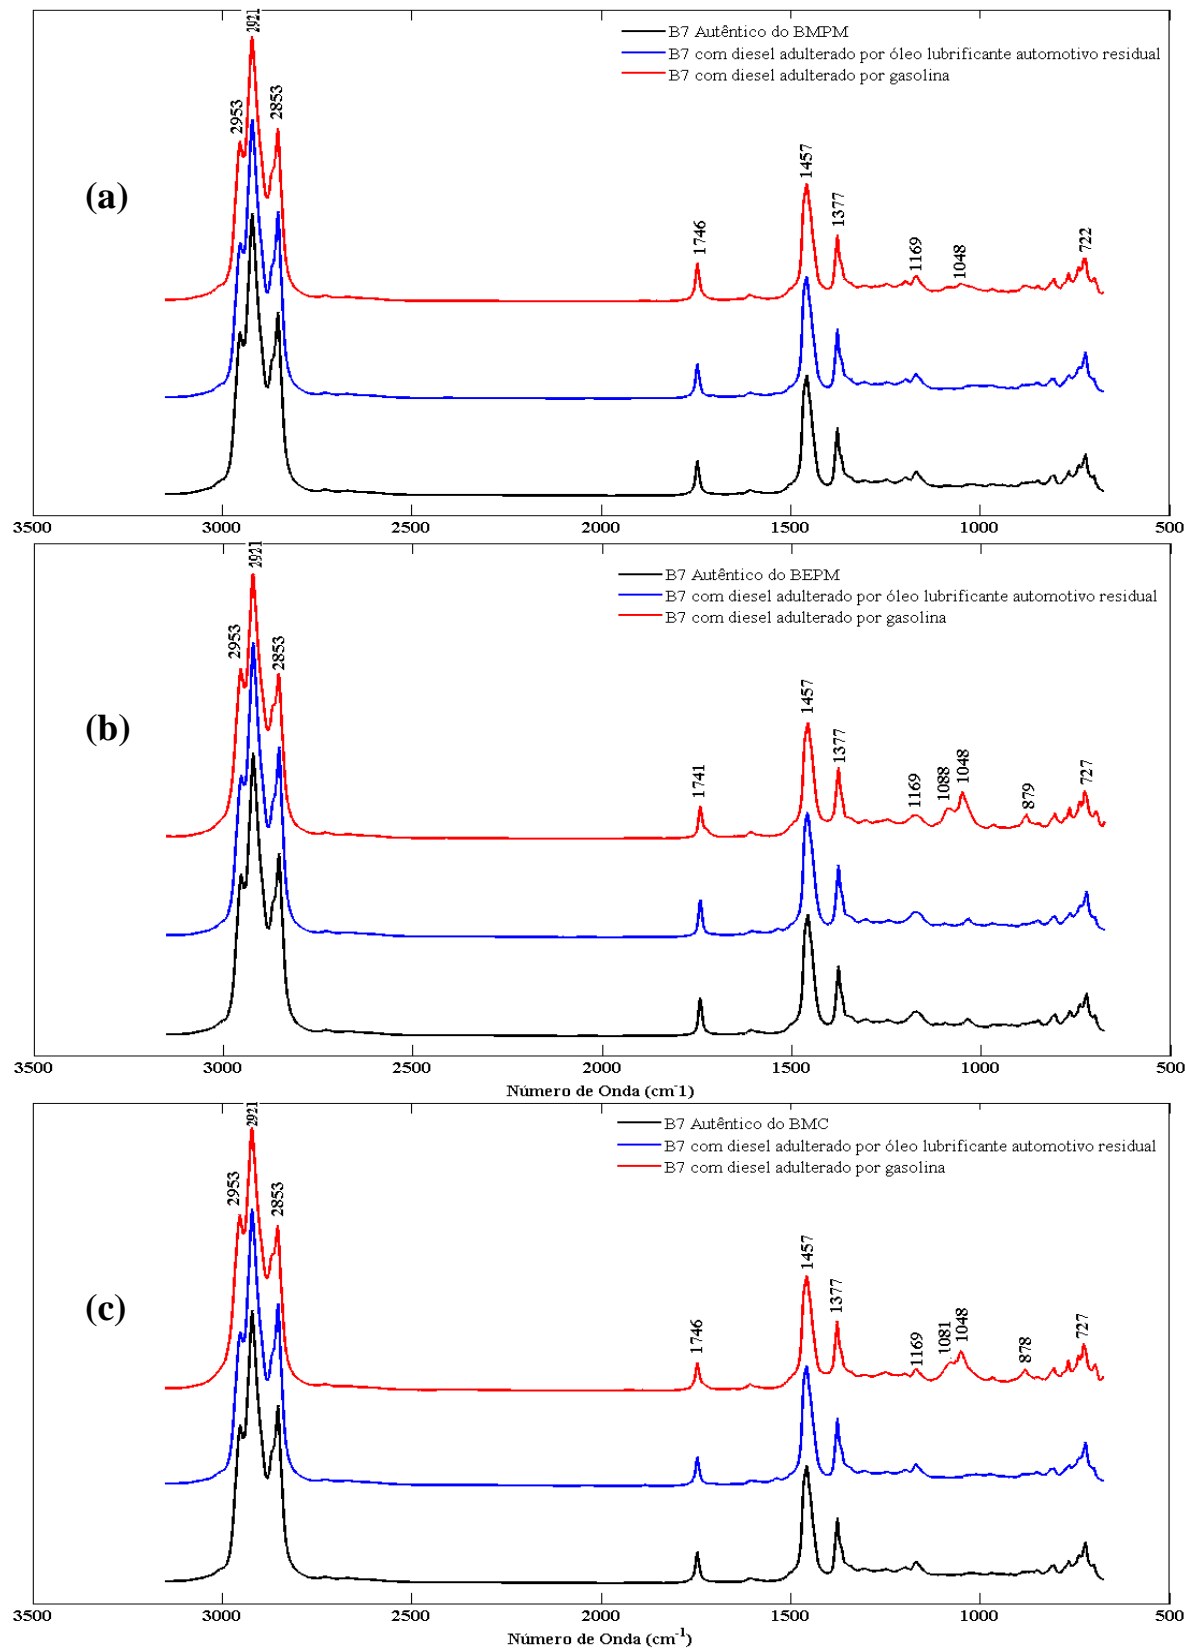 2921
B7 Autêntico do BMPM
B7 com diesel adulterado por óleo lubrificante automotivo residual
B7 com diesel adulterado por gasolina
2953
2853
(a)
1457
1377
1746
1169
1048
722
3500 3000 2500 2000 1500 1000 500
2921
B7 Autêntico do BEPM
B7 com diesel adulterado por óleo lubrificante automotivo residual
B7 com diesel adulterado por gasolina
2953
2853
(b)
1457
1377
1741
1169
1088
1048
879
727
3500 3000 2500 2000 1500 1000 500
Número de Onda (cm-1)
2921
B7 Autêntico do BMC
B7 com diesel adulterado por óleo lubrificante automotivo residual
B7 com diesel adulterado por gasolina
2953
2853
(c)
1457
1377
1746
1169
1081
1048
878
727
3500 3000 2500 2000 1500 1000 500
Número de Onda (cm-1)